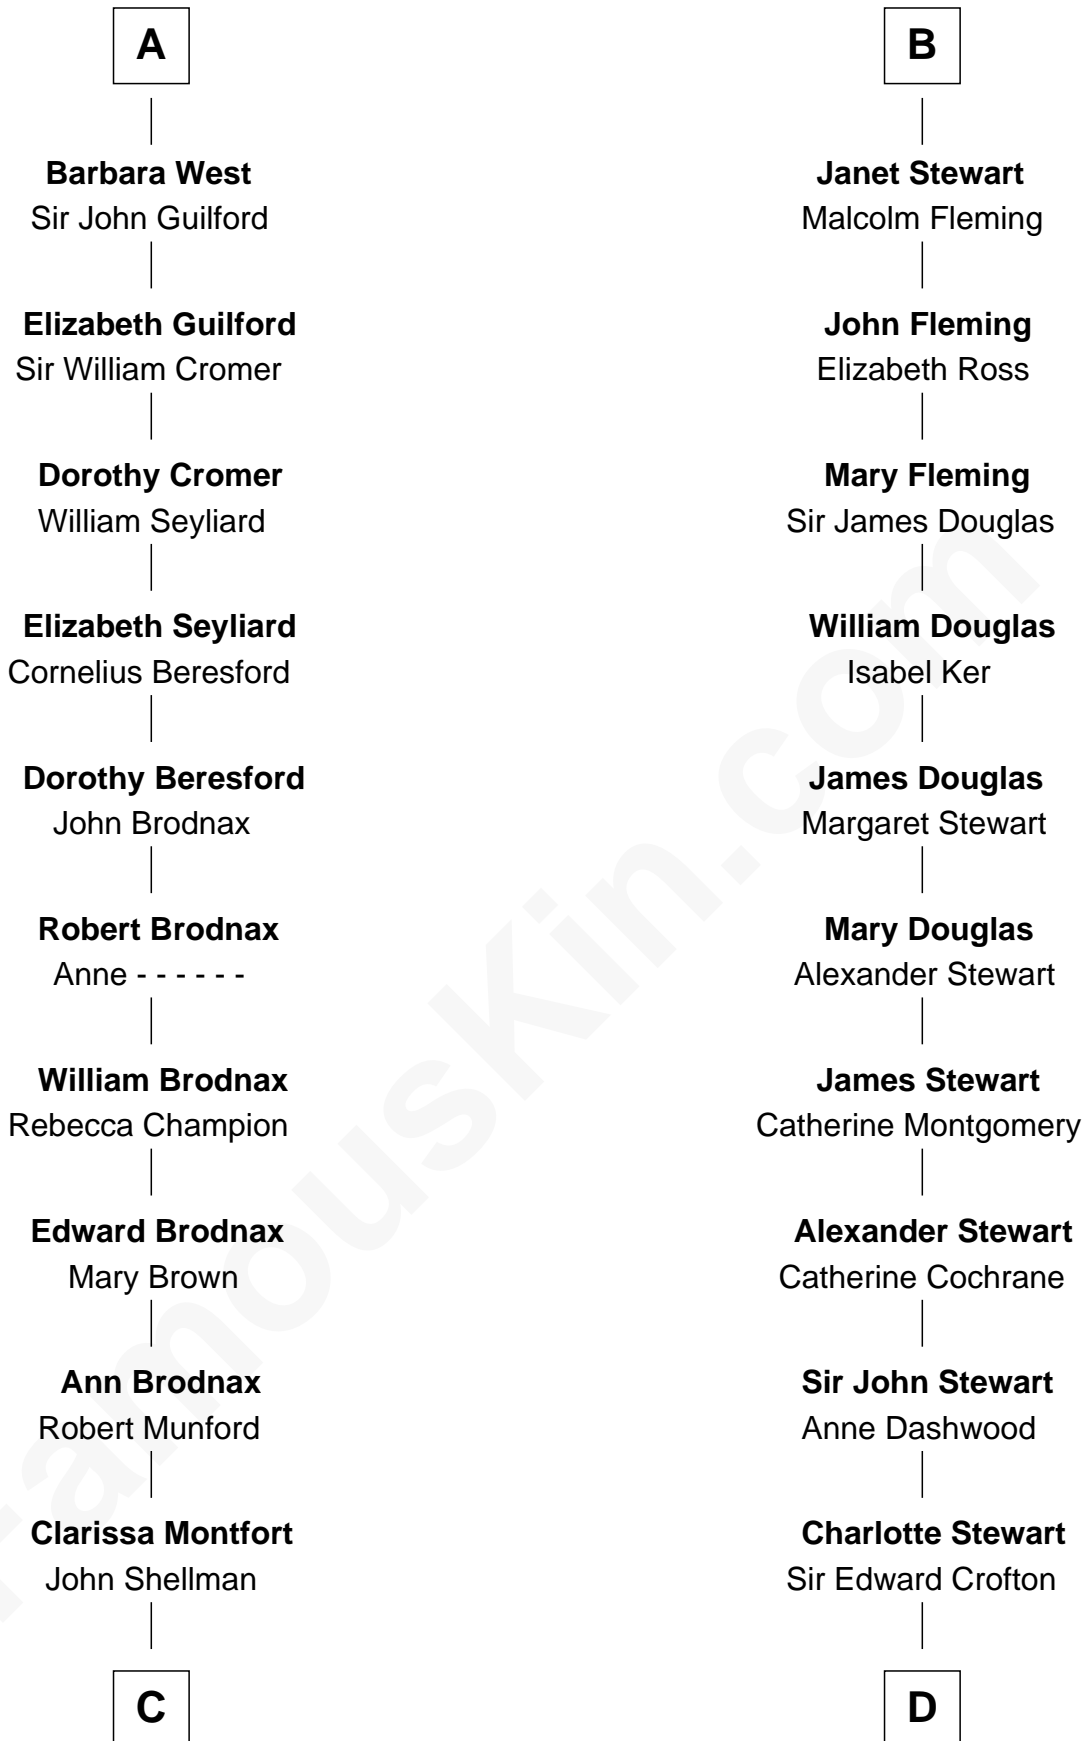 A
Barbara West
Sir John Guilford
Elizabeth Guilford
Sir William Cromer
Dorothy Cromer
William Seyliard
Elizabeth Seyliard
Cornelius Beresford
Dorothy Beresford
John Brodnax
Robert Brodnax
Anne - - - - - -
William Brodnax
Rebecca Champion
Edward Brodnax
Mary Brown
Ann Brodnax
Robert Munford
Clarissa Montfort
John Shellman
C
B
Janet Stewart
Malcolm Fleming
John Fleming
Elizabeth Ross
Mary Fleming
Sir James Douglas
William Douglas
Isabel Ker
James Douglas
Margaret Stewart
Mary Douglas
Alexander Stewart
James Stewart
Catherine Montgomery
Alexander Stewart
Catherine Cochrane
Sir John Stewart
Anne Dashwood
Charlotte Stewart
Sir Edward Crofton
D
FamousKin.com